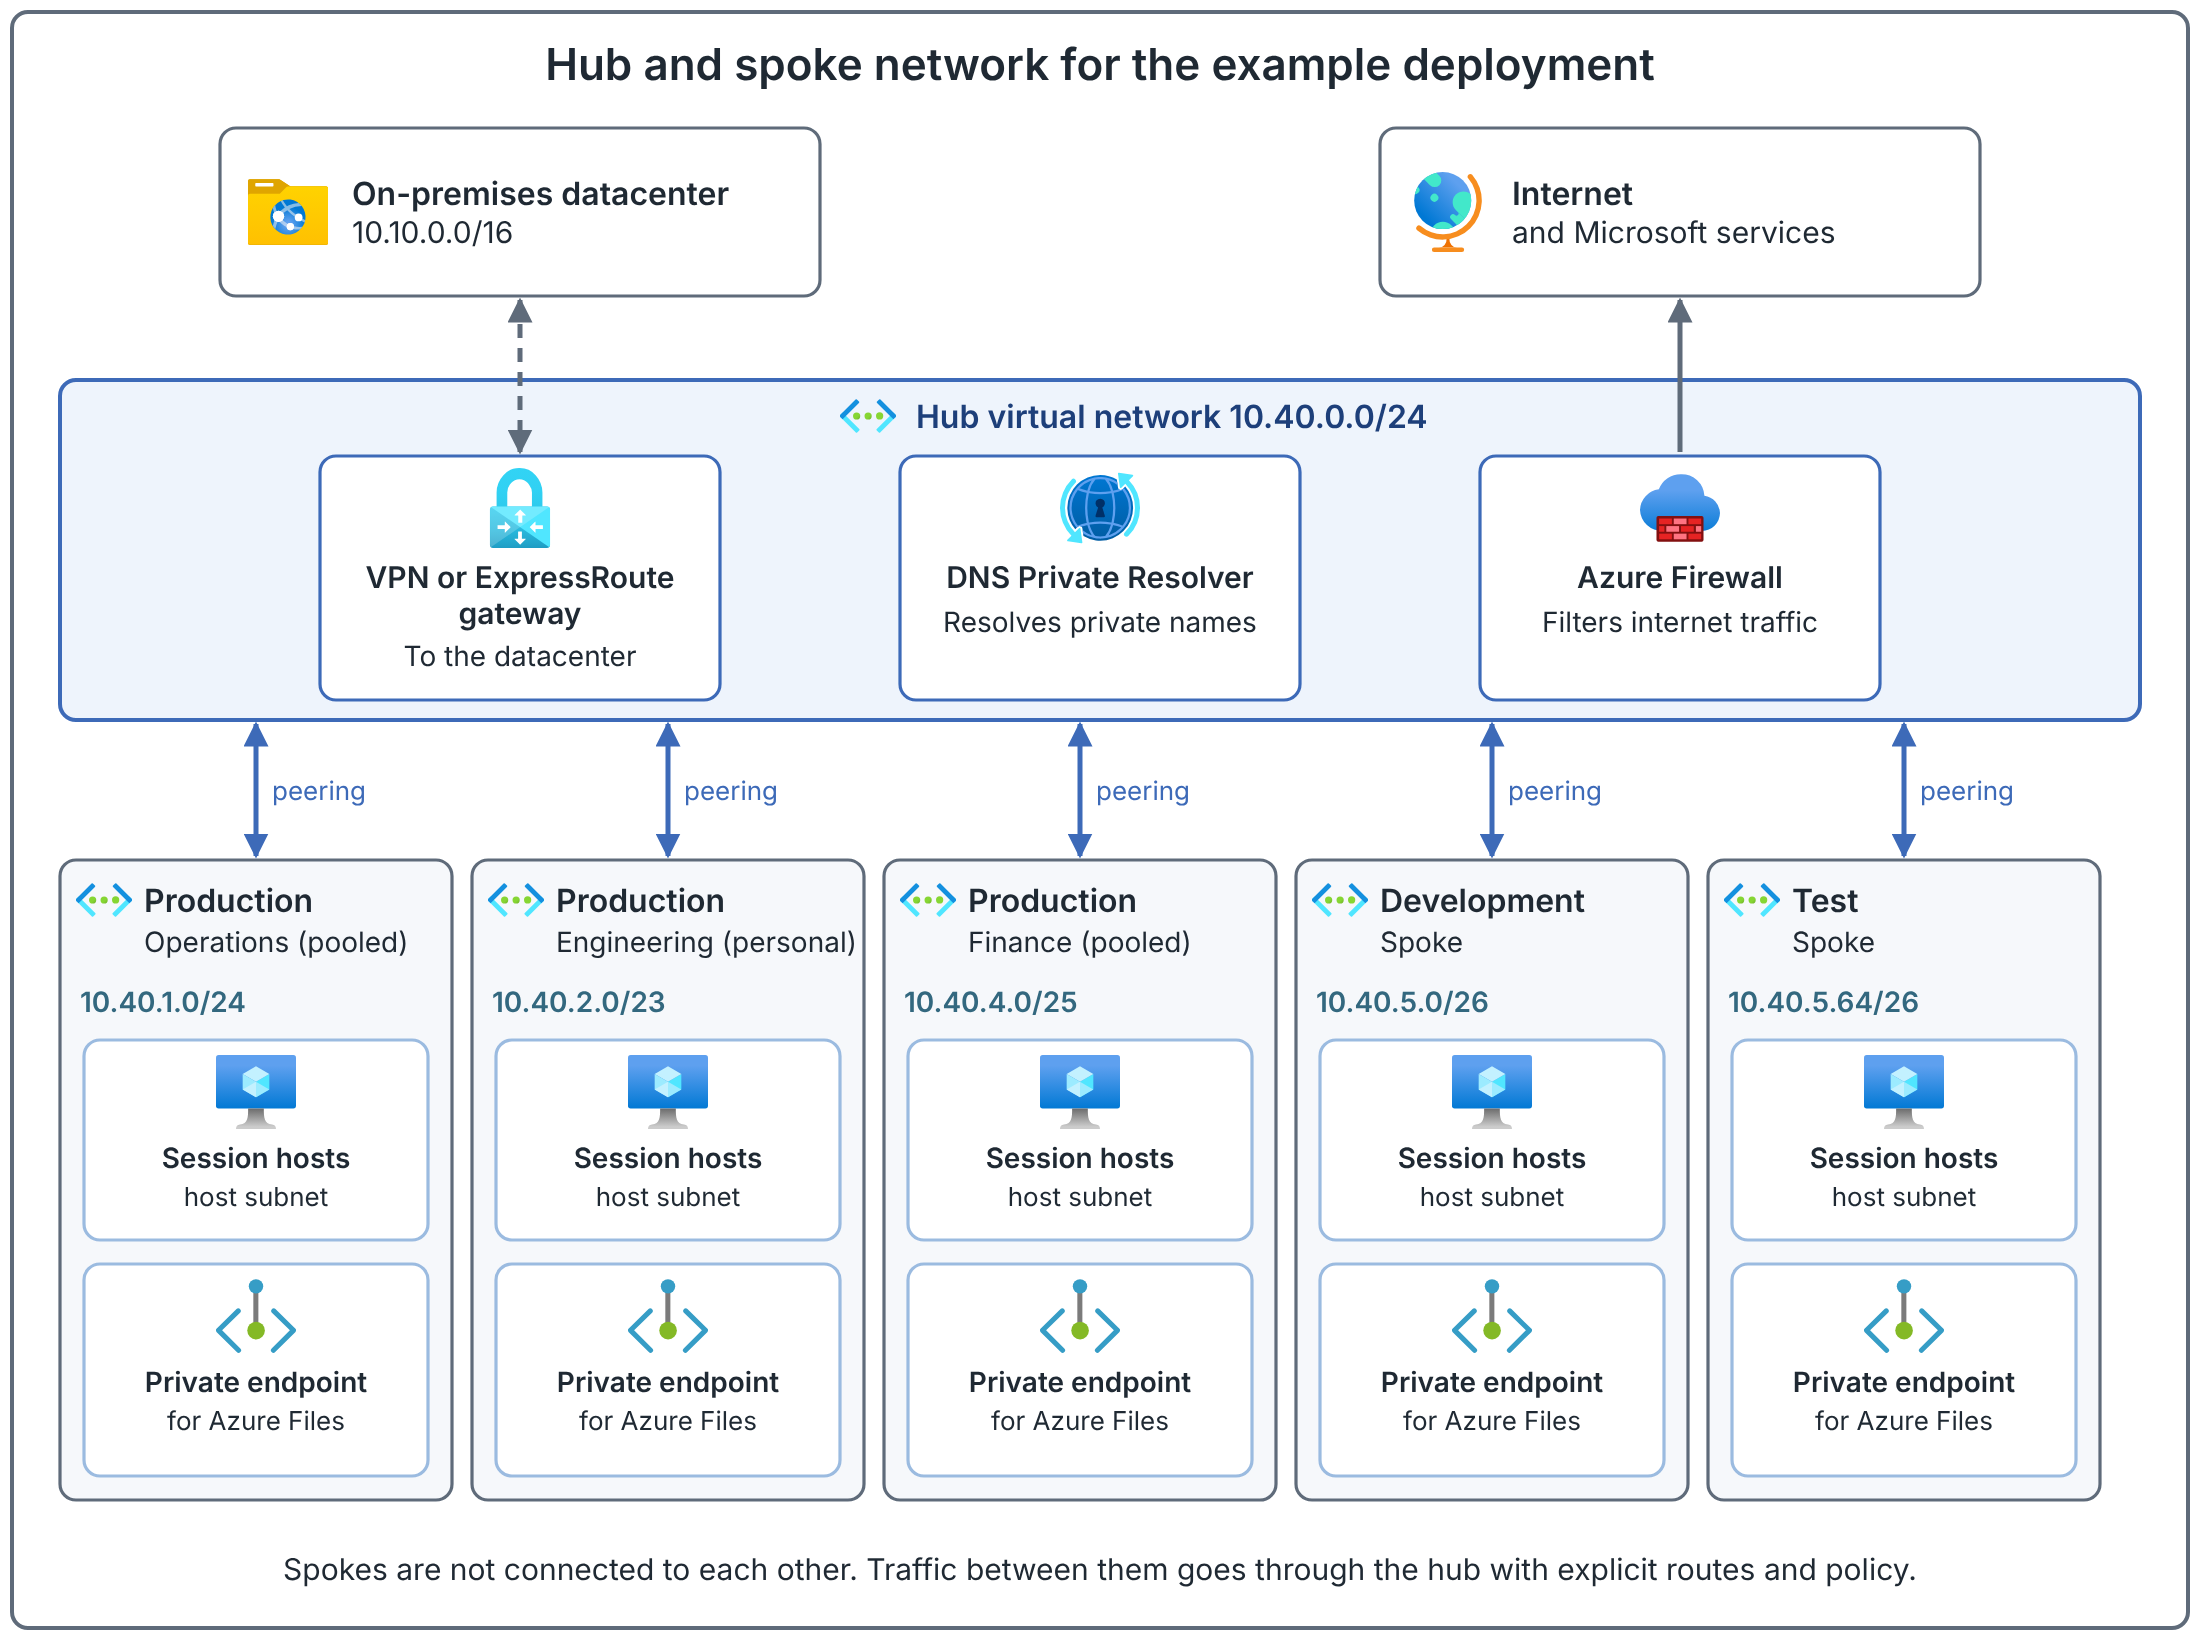 Hub and spoke network for the example deployment
On-premises datacenter
10.10.0.0/16
Internet
and Microsoft services
Hub virtual network 10.40.0.0/24
VPN or ExpressRoute
gateway
To the datacenter
DNS Private Resolver
Resolves private names
Azure Firewall
Filters internet traffic
peering
peering
peering
peering
peering
Production
Operations (pooled)
10.40.1.0/24
Session hosts
host subnet
Private endpoint
for Azure Files
Production
Engineering (personal)
10.40.2.0/23
Session hosts
host subnet
Private endpoint
for Azure Files
Production
Finance (pooled)
10.40.4.0/25
Session hosts
host subnet
Private endpoint
for Azure Files
Development
Spoke
10.40.5.0/26
Session hosts
host subnet
Private endpoint
for Azure Files
Test
Spoke
10.40.5.64/26
Session hosts
host subnet
Private endpoint
for Azure Files
Spokes are not connected to each other. Traffic between them goes through the hub with explicit routes and policy.